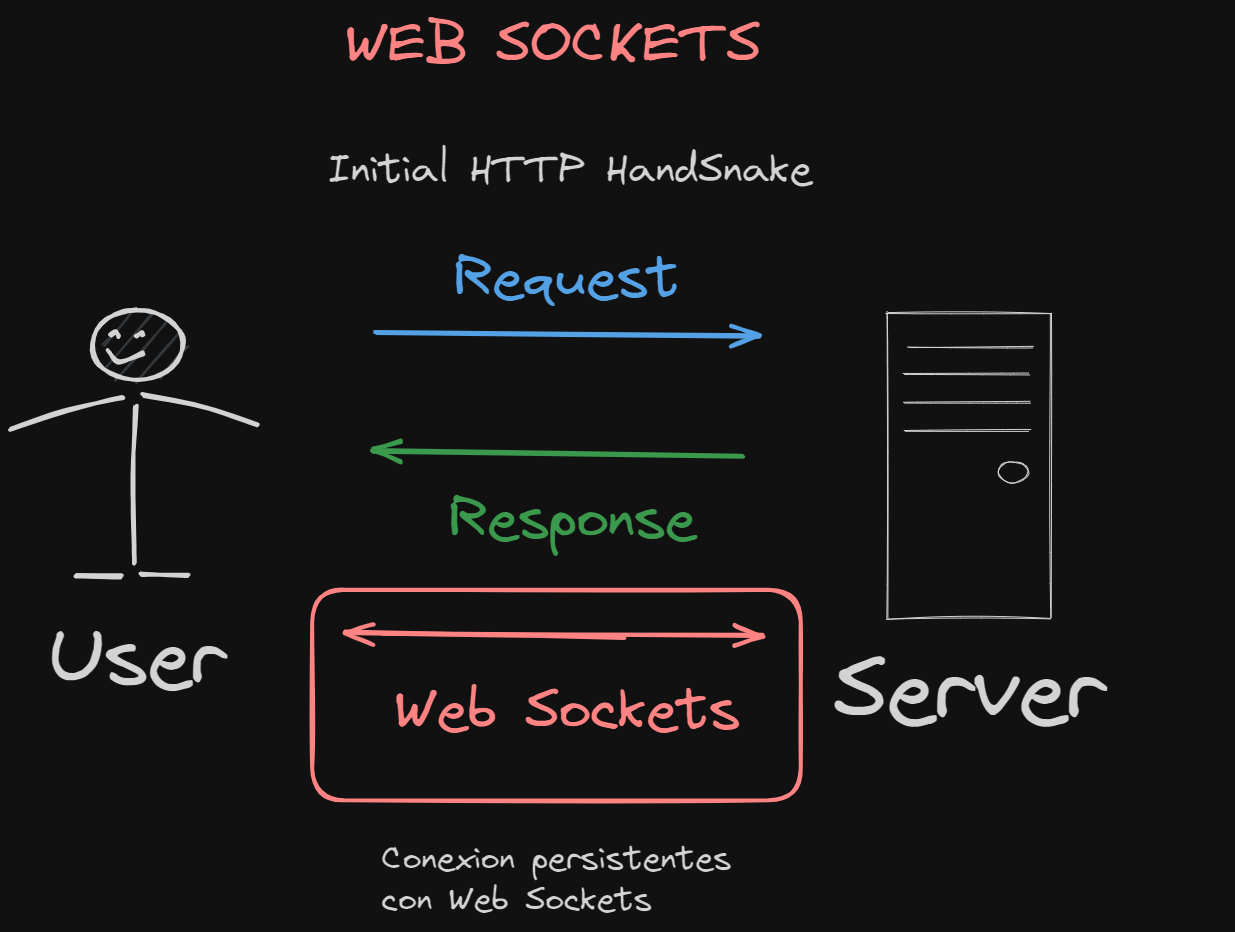 WEB SOCKETS
Initial HTTP HandSnake
Request
Response
Web Sockets
User
Server
Conexion persistentes
con Web Sockets